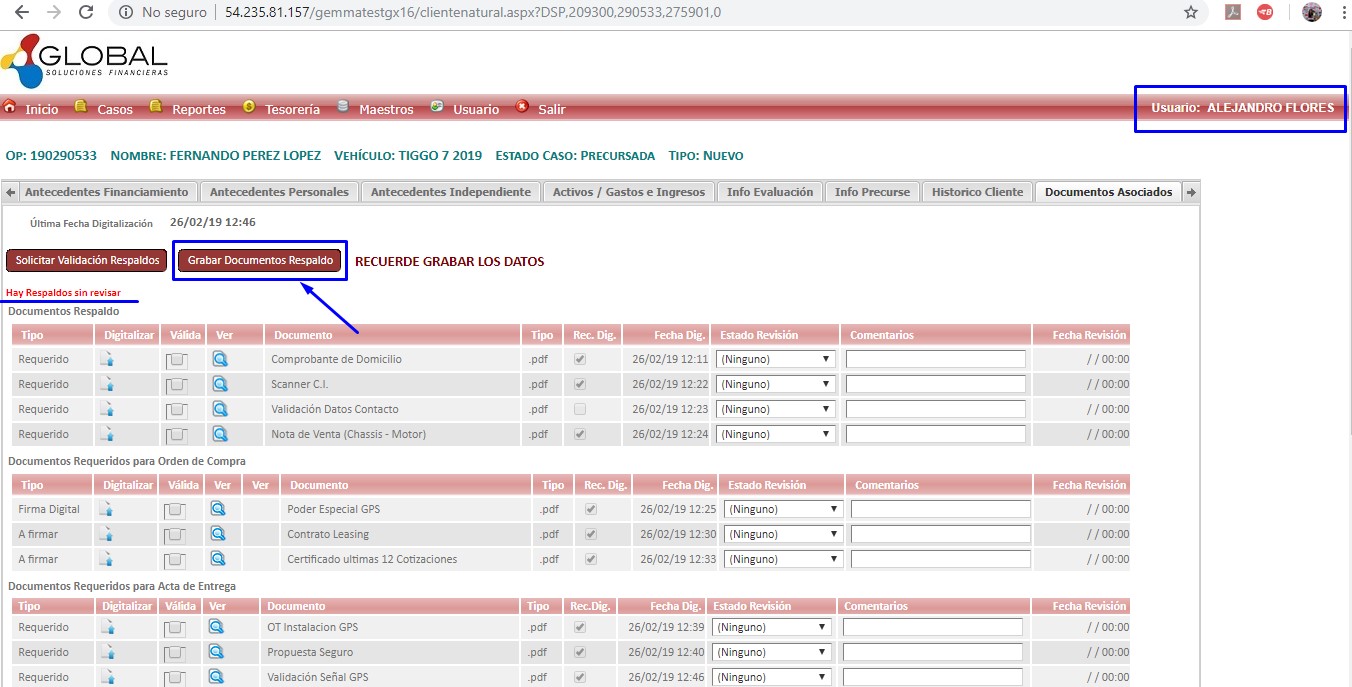 No seguro | 54.235.81.157/gemmatestgx16/clientenatural.aspx?DSP,209300,290533,275901,0
GLOBAL
SOLUCIONES FINANCIERAS
Inicio Casos Reportes Tesorería Maestros Usuario Salir Usuario: ALEJANDRO FLORES
OP: 190290533 NOMBRE: FERNANDO PEREZ LOPEZ VEHÍCULO: TIGGO 7 2019 ESTADO CASO: PRECURSADA TIPO: NUEVO
Antecedentes Financiamiento Antecedentes Personales Antecedentes Independiente Activos / Gastos e Ingresos Info Evaluación Info Precurse Historico Cliente Documentos Asociados
Última Fecha Digitalización 26/02/19 12:46
Solicitar Validación Respaldos Grabar Documentos Respaldo RECUERDE GRABAR LOS DATOS
Hay Respaldos sin revisar
Documentos Respaldo
Tipo Digitalizar Válida Ver Documento Tipo Rec. Dig. Fecha Dig. Estado Revisión Comentarios Fecha Revisión
Requerido Comprobante de Domicilio .pdf 26/02/19 12:11 (Ninguno) / / 00:00
Requerido Scanner C.I. .pdf 26/02/19 12:22 (Ninguno) / / 00:00
Requerido Validación Datos Contacto .pdf 26/02/19 12:23 (Ninguno) / / 00:00
Requerido Nota de Venta (Chassis - Motor) .pdf 26/02/19 12:24 (Ninguno) / / 00:00
Documentos Requeridos para Orden de Compra
Tipo Digitalizar Válida Ver Ver Documento Tipo Rec. Dig. Fecha Dig. Estado Revisión Comentarios Fecha Revisión
Firma Digital Poder Especial GPS .pdf 26/02/19 12:25 (Ninguno) / / 00:00
A firmar Contrato Leasing .pdf 26/02/19 12:30 (Ninguno) / / 00:00
A firmar Certificado ultimas 12 Cotizaciones .pdf 26/02/19 12:33 (Ninguno) / / 00:00
Documentos Requeridos para Acta de Entrega
Tipo Digitalizar Válida Ver Documento Tipo Rec.Dig. Fecha Dig. Estado Revisión Comentarios Fecha Revisión
Requerido OT Instalacion GPS .pdf 26/02/19 12:39 (Ninguno) / / 00:00
Requerido Propuesta Seguro .pdf 26/02/19 12:40 (Ninguno) / / 00:00
Requerido Validación Señal GPS .pdf 26/02/19 12:46 (Ninguno) / / 00:00